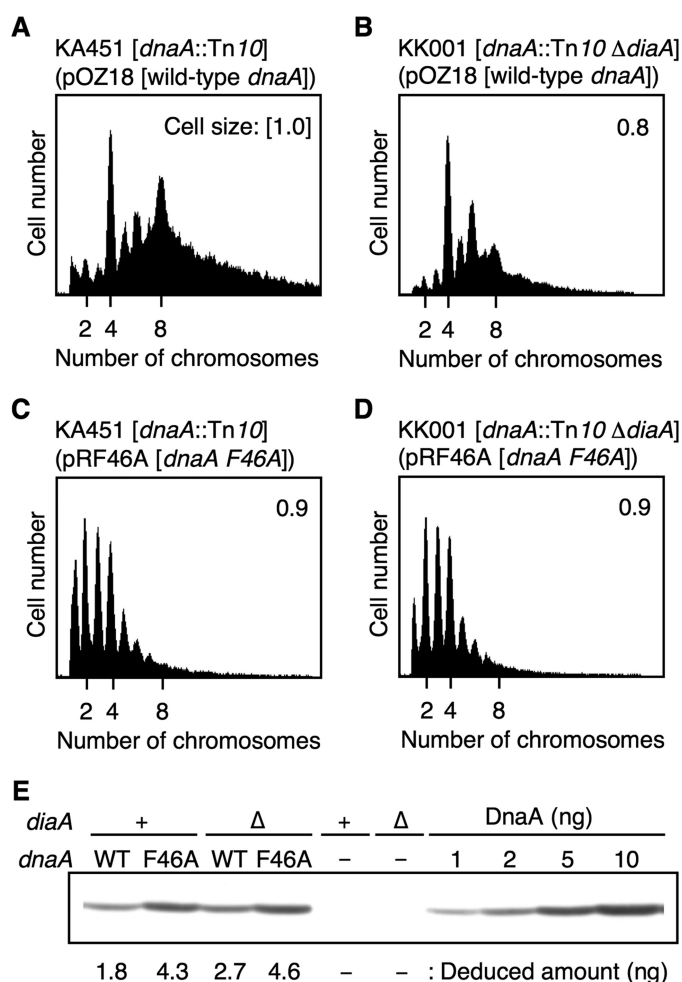 A
KA451 [dnaA::Tn10]
(pOZ18 [wild-type dnaA])
Cell size: [1.0]
Cell number
2 4 8
Number of chromosomes
B
KK001 [dnaA::Tn10 ΔdiaA]
(pOZ18 [wild-type dnaA])
0.8
Cell number
2 4 8
Number of chromosomes
C
KA451 [dnaA::Tn10]
(pRF46A [dnaA F46A])
0.9
Cell number
2 4 8
Number of chromosomes
D
KK001 [dnaA::Tn10 ΔdiaA]
(pRF46A [dnaA F46A])
0.9
Cell number
2 4 8
Number of chromosomes
E
diaA + Δ + Δ DnaA (ng)
dnaA WT F46A WT F46A – – 1 2 5 10
1.8 4.3 2.7 4.6 – – : Deduced amount (ng)